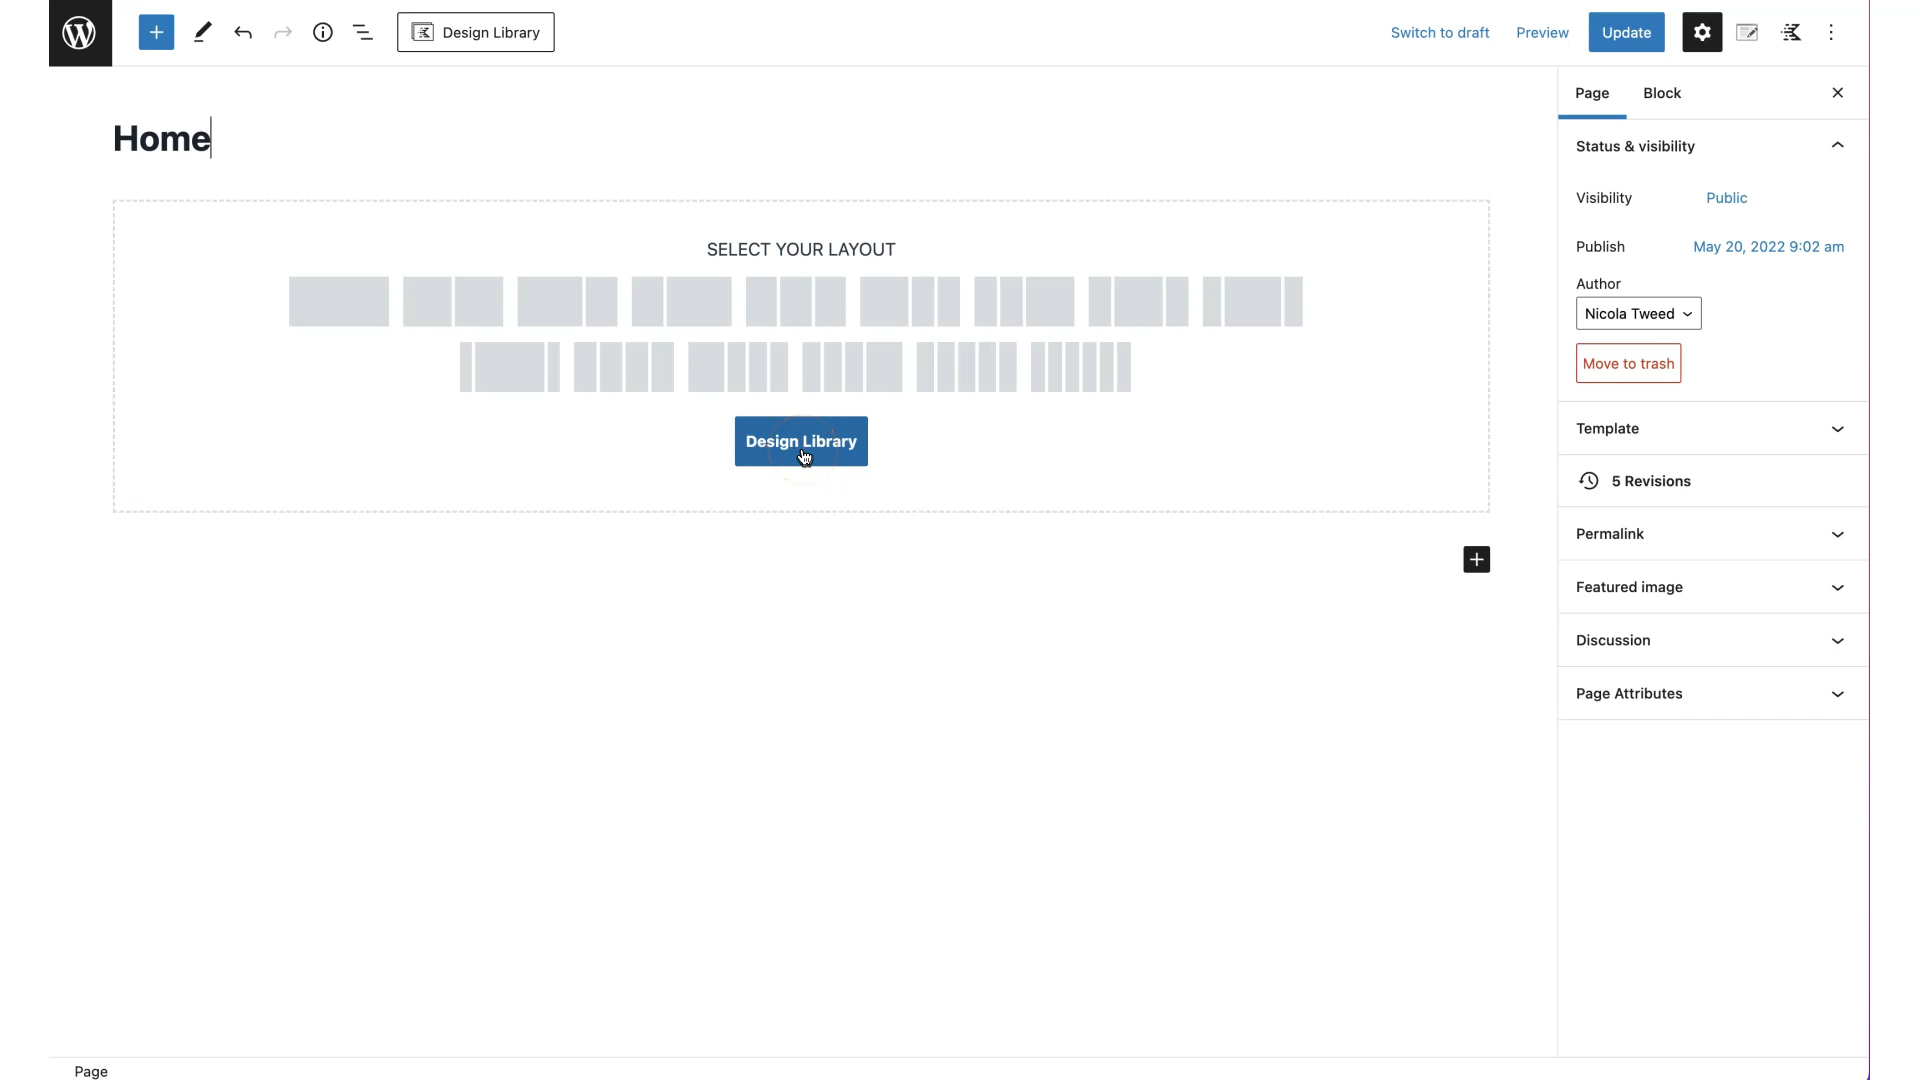 Design Library
Switch to draft
Preview
Update
Page
Block
Home
Status & visibility
Visibility
Public
Publish
May 20, 2022 9:02 am
Author
Nicola Tweed
Move to trash
SELECT YOUR LAYOUT
Design Library
Template
5 Revisions
Permalink
Featured image
Discussion
Page Attributes
Page